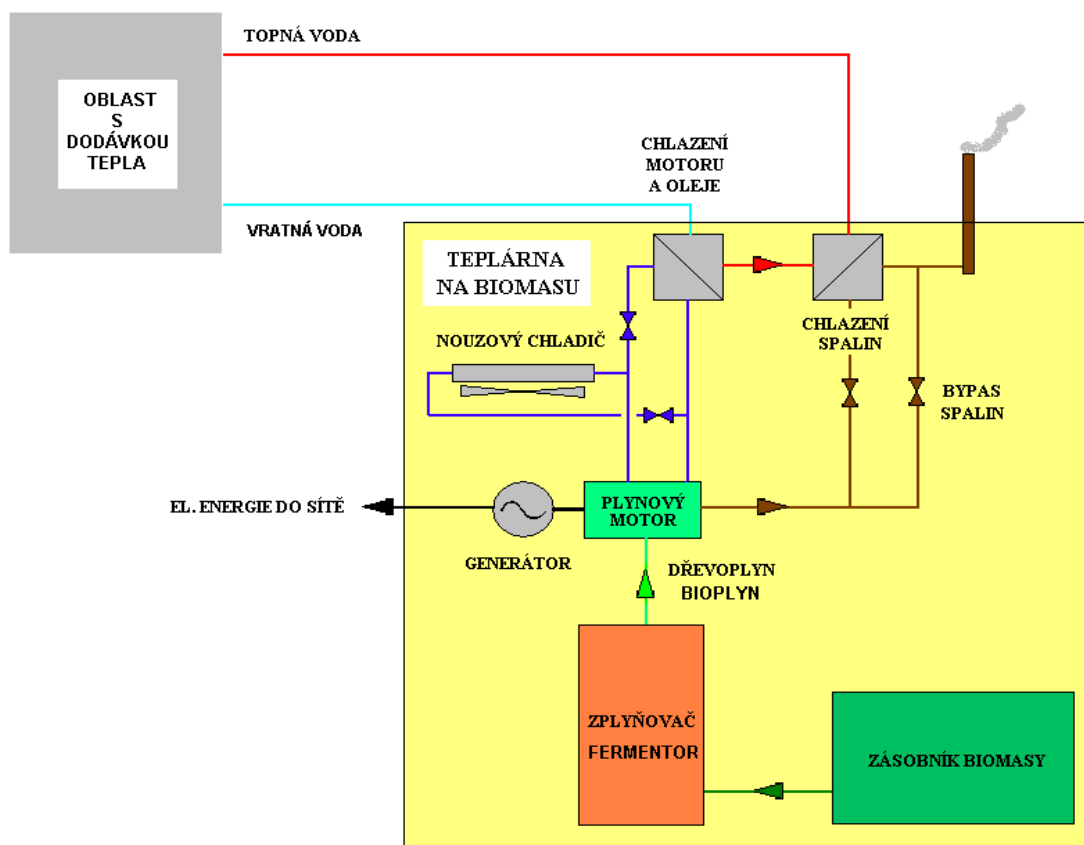 TOPNÁ VODA
OBLAST
S
DODÁVKOU
TEPLA
CHLAZENÍ
MOTORU
A OLEJE
VRATNÁ VODA
TEPLÁRNA
NA BIOMASU
NOUZOVÝ CHLADIČ
CHLAZENÍ
SPALIN
BYPAS
SPALIN
EL. ENERGIE DO SÍTĚ
PLYNOVÝ
MOTOR
GENERÁTOR
DŘEVOPLYN
BIOPLYN
ZPLYŇOVAČ
FERMENTOR
ZÁSOBNÍK BIOMASY